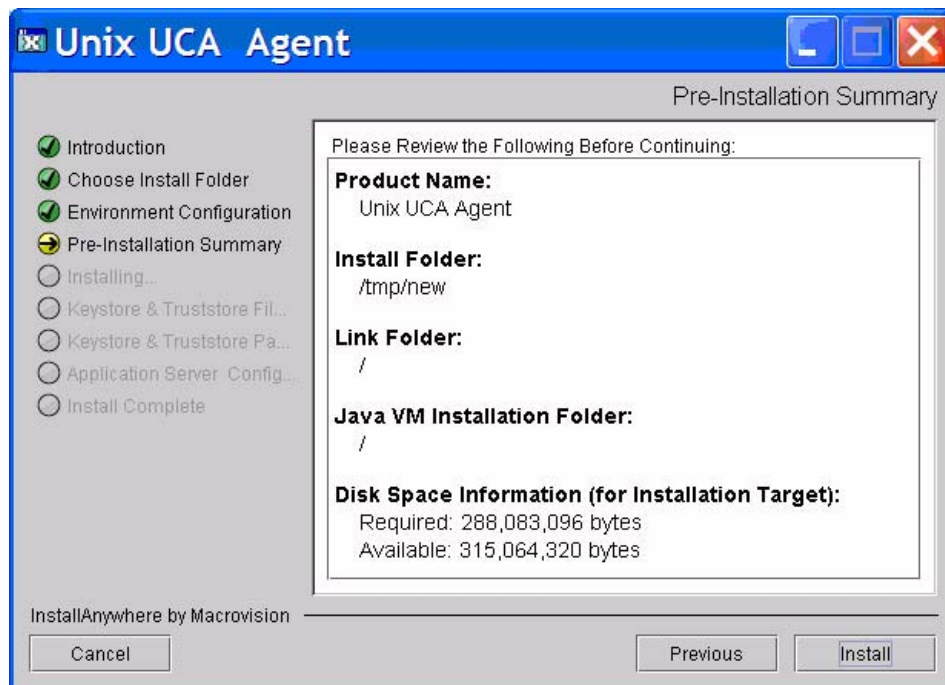 Unix UCA Agent
Pre-Installation Summary
Introduction
Choose Install Folder
Environment Configuration
Pre-Installation Summary
Installing...
Keystore & Truststore Fil...
Keystore & Truststore Pa...
Application Server Config...
Install Complete
Please Review the Following Before Continuing:
Product Name:
Unix UCA Agent
Install Folder:
/tmp/new
Link Folder:
/
Java VM Installation Folder:
/
Disk Space Information (for Installation Target):
Required: 288,083,096 bytes
Available: 315,064,320 bytes
InstallAnywhere by Macrovision
Cancel
Previous
Install